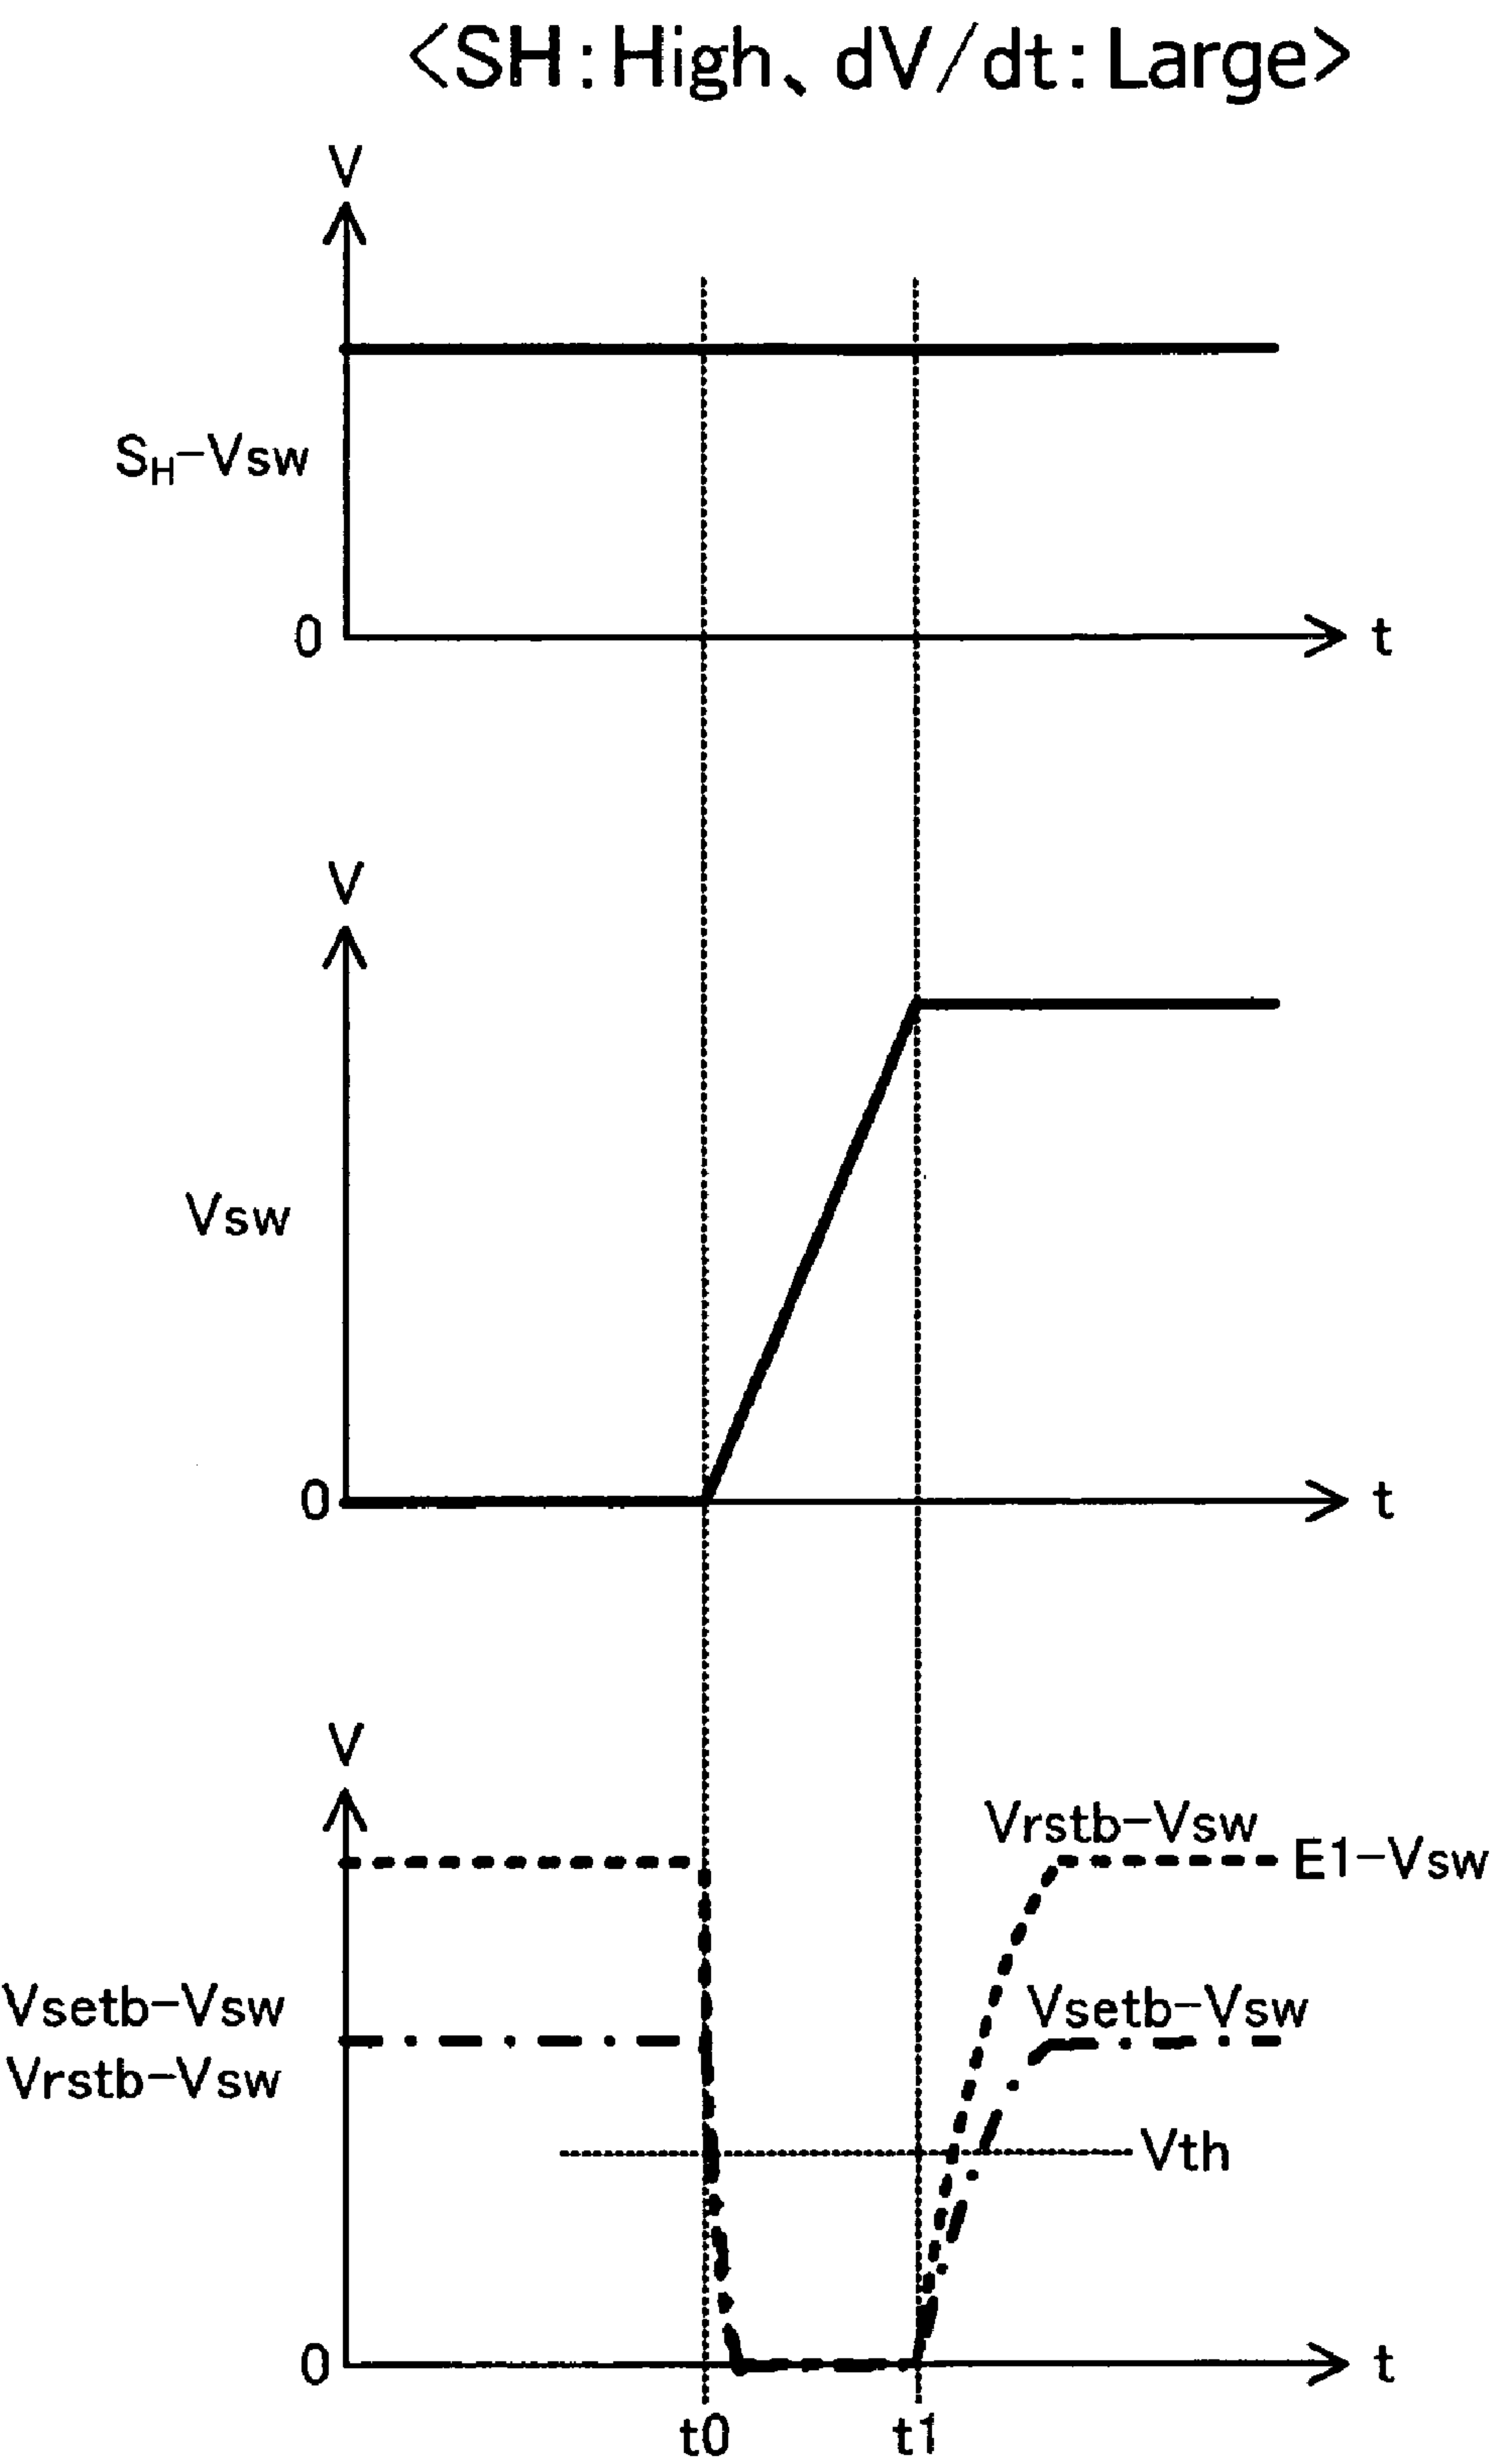 <SH:High、dV/dt:Large>
V
SH-Vsw
0
t
V
Vsw
0
t
V
Vrstb-Vsw
E1-Vsw
Vsetb-Vsw
Vsetb-Vsw
Vrstb-Vsw
Vth
0
t
t0
t1